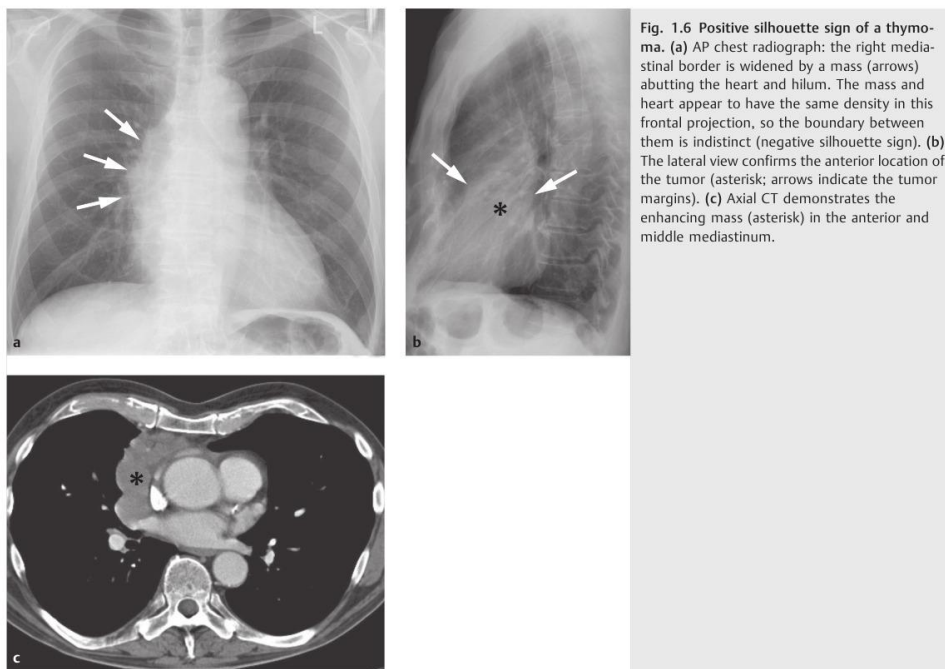 L
a
*
b
Fig. 1.6 Positive silhouette sign of a thymo-
ma. (a) AP chest radiograph: the right media-
stinal border is widened by a mass (arrows)
abutting the heart and hilum. The mass and
heart appear to have the same density in this
frontal projection, so the boundary between
them is indistinct (negative silhouette sign). (b)
The lateral view confirms the anterior location of
the tumor (asterisk; arrows indicate the tumor
margins). (c) Axial CT demonstrates the
enhancing mass (asterisk) in the anterior and
middle mediastinum.
*
c